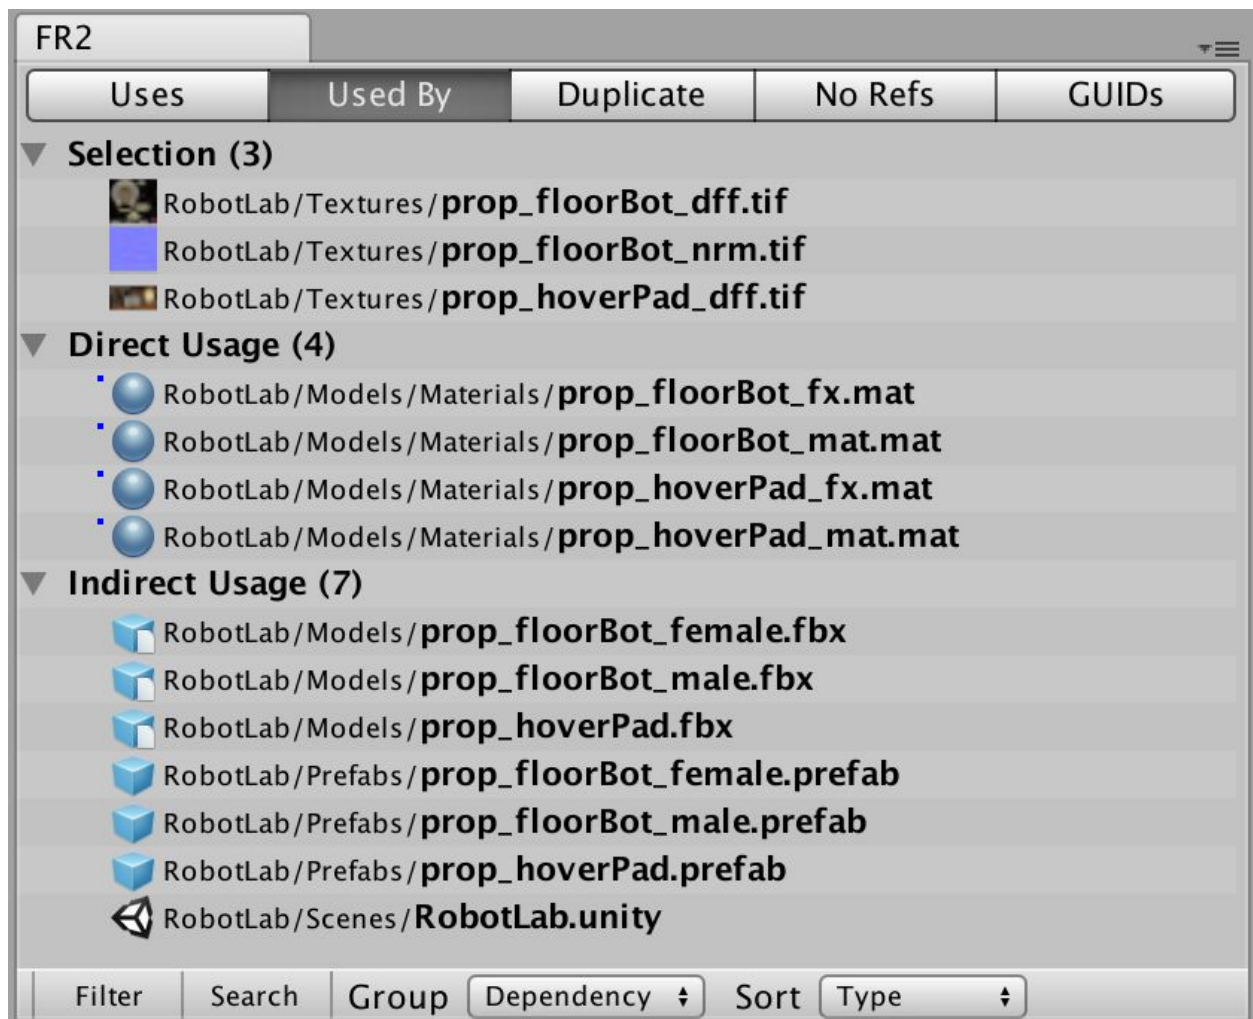 FR2
Uses Used By Duplicate No Refs GUIDs
Selection (3)
RobotLab/Textures/prop_floorBot_dff.tif
RobotLab/Textures/prop_floorBot_nrm.tif
RobotLab/Textures/prop_hoverPad_dff.tif
Direct Usage (4)
RobotLab/Models/Materials/prop_floorBot_fx.mat
RobotLab/Models/Materials/prop_floorBot_mat.mat
RobotLab/Models/Materials/prop_hoverPad_fx.mat
RobotLab/Models/Materials/prop_hoverPad_mat.mat
Indirect Usage (7)
RobotLab/Models/prop_floorBot_female.fbx
RobotLab/Models/prop_floorBot_male.fbx
RobotLab/Models/prop_hoverPad.fbx
RobotLab/Prefabs/prop_floorBot_female.prefab
RobotLab/Prefabs/prop_floorBot_male.prefab
RobotLab/Prefabs/prop_hoverPad.prefab
RobotLab/Scenes/RobotLab.unity
Filter Search Group Dependency Sort Type